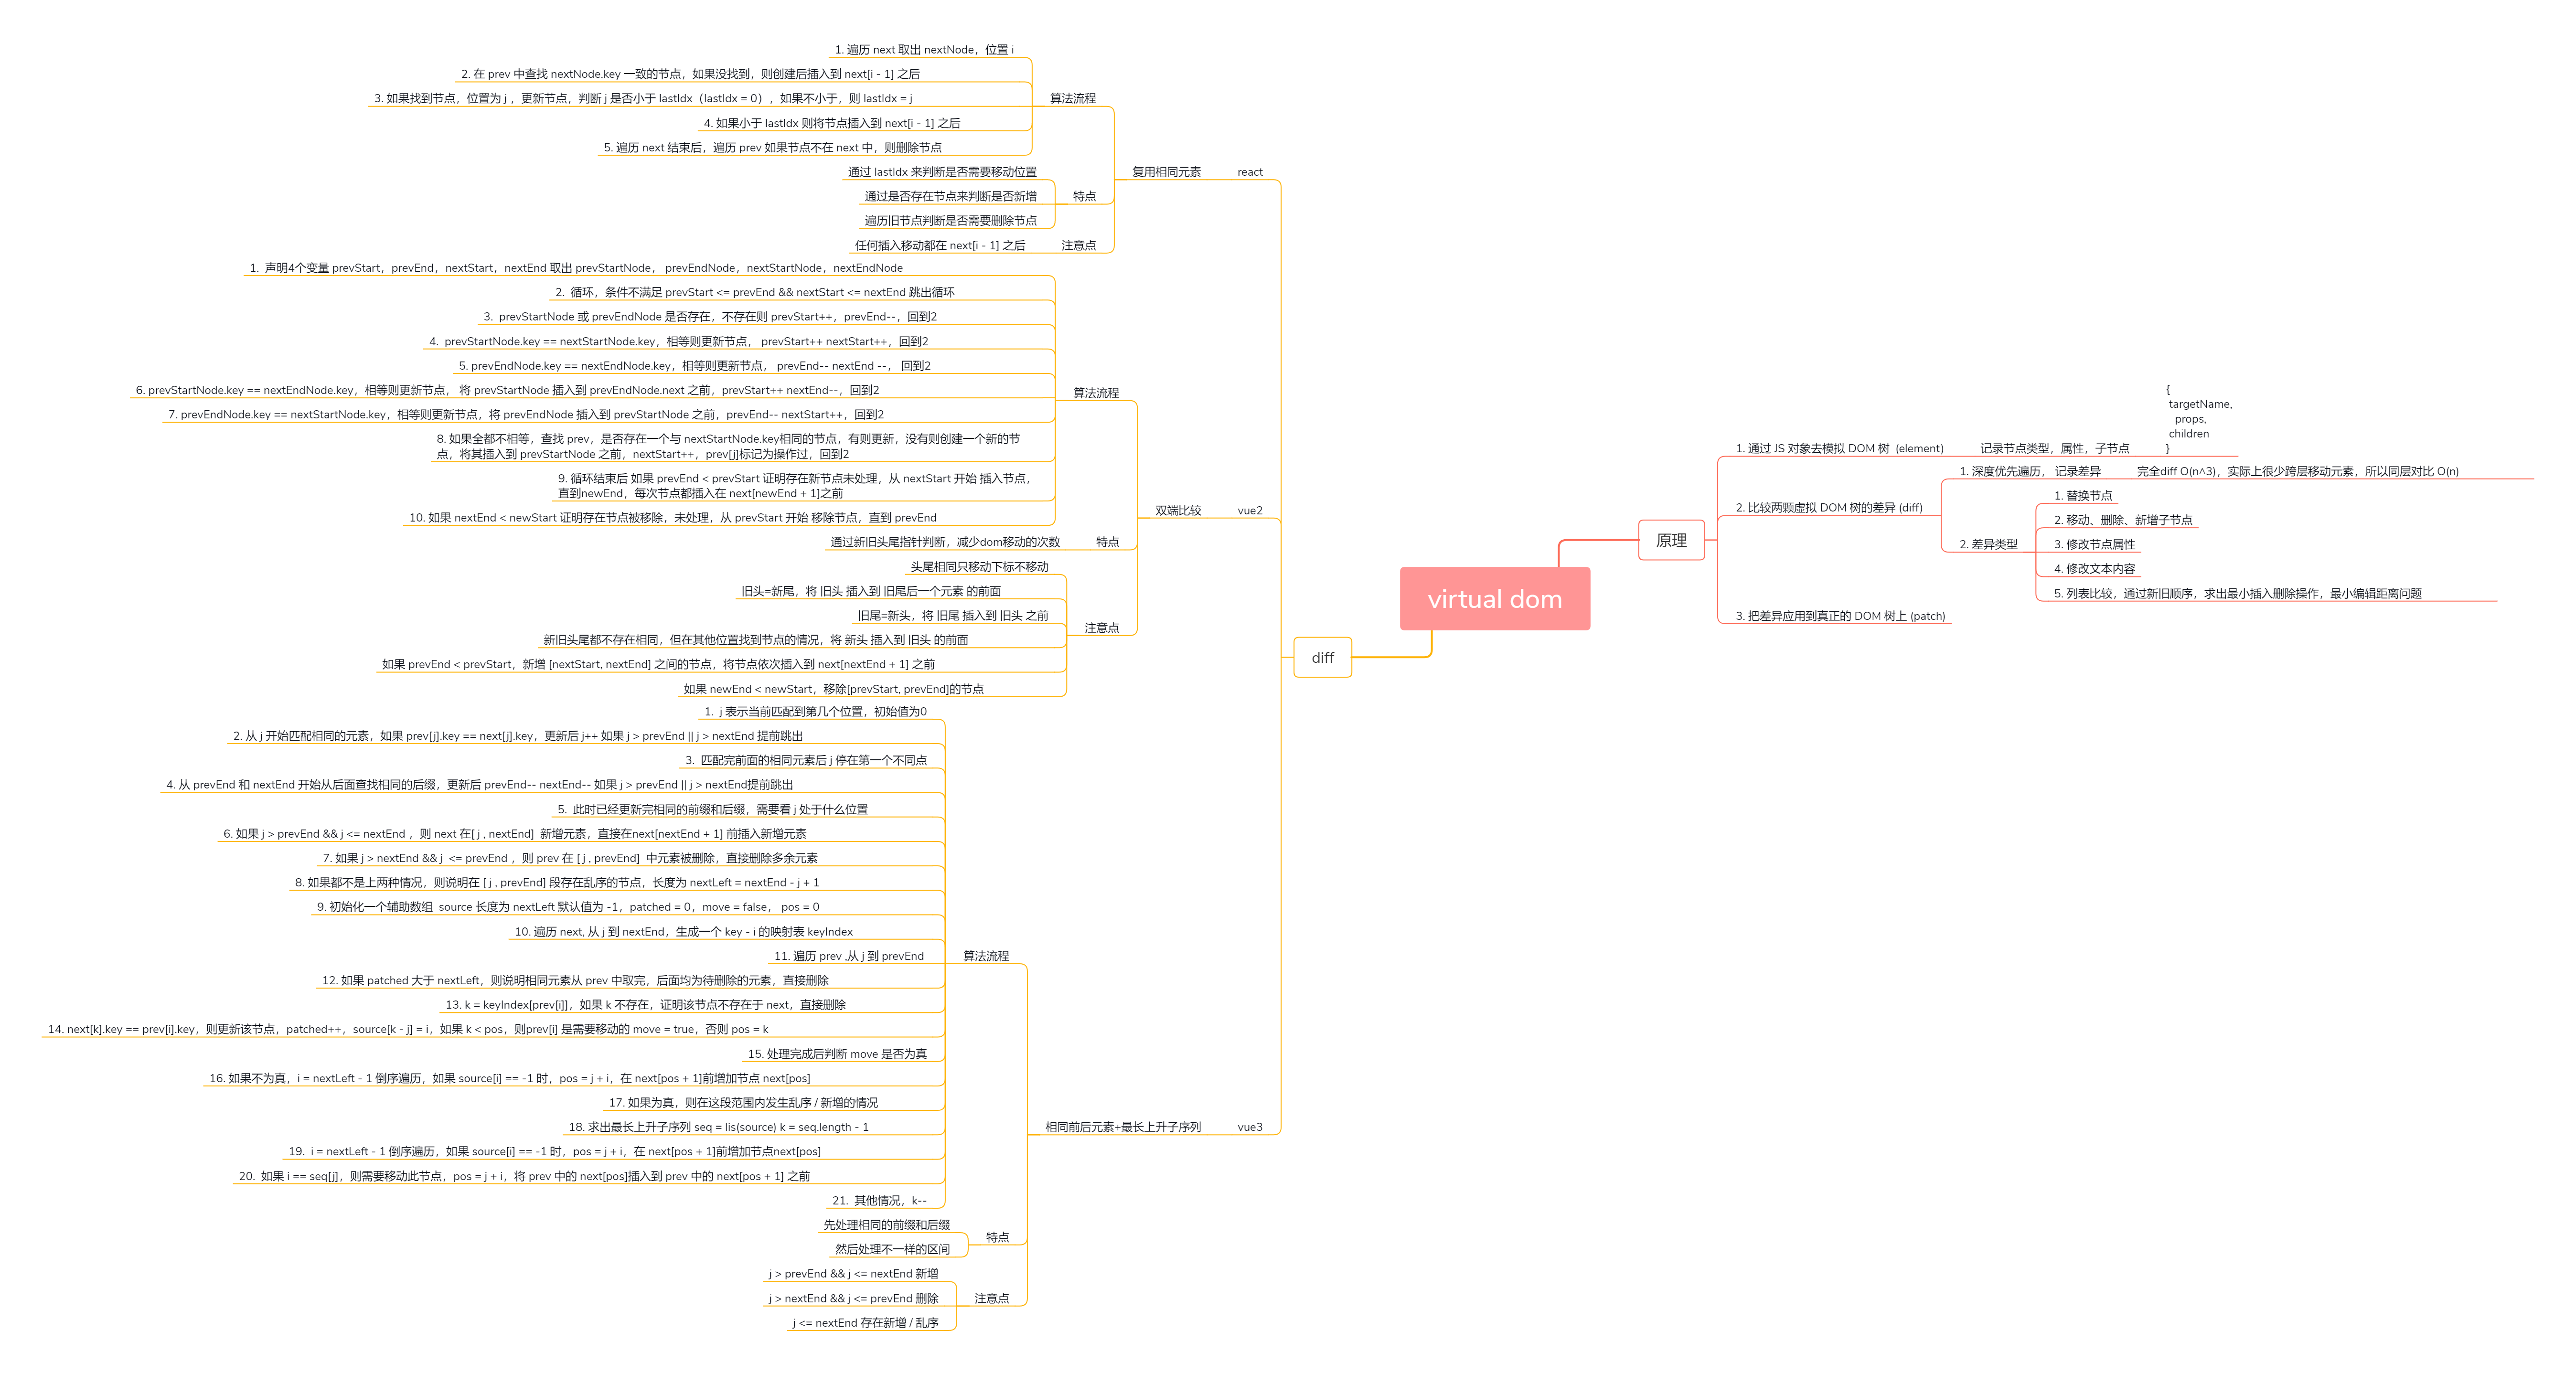 virtual dom
原理
1. 通过 JS 对象去模拟 DOM 树 (element)
记录节点类型，属性，子节点
{
targetName,
props,
children
}
2. 比较两颗虚拟 DOM 树的差异 (diff)
1. 深度优先遍历， 记录差异
完全diff O(n^3)，实际上很少跨层移动元素，所以同层对比 O(n)
2. 差异类型
1. 替换节点
2. 移动、删除、新增子节点
3. 修改节点属性
4. 修改文本内容
5. 列表比较，通过新旧顺序，求出最小插入删除操作，最小编辑距离问题
3. 把差异应用到真正的 DOM 树上 (patch)
diff
react
复用相同元素
算法流程
1. 遍历 next 取出 nextNode，位置 i
2. 在 prev 中查找 nextNode.key 一致的节点，如果没找到，则创建后插入到 next[i - 1] 之后
3. 如果找到节点，位置为 j ，更新节点，判断 j 是否小于 lastIdx（lastIdx = 0），如果不小于，则 lastIdx = j
4. 如果小于 lastIdx 则将节点插入到 next[i - 1] 之后
5. 遍历 next 结束后，遍历 prev 如果节点不在 next 中，则删除节点
特点
通过 lastIdx 来判断是否需要移动位置
通过是否存在节点来判断是否新增
遍历旧节点判断是否需要删除节点
注意点
任何插入移动都在 next[i - 1] 之后
vue2
双端比较
算法流程
1. 声明4个变量 prevStart，prevEnd，nextStart，nextEnd 取出 prevStartNode， prevEndNode，nextStartNode，nextEndNode
2. 循环，条件不满足 prevStart <= prevEnd && nextStart <= nextEnd 跳出循环
3. prevStartNode 或 prevEndNode 是否存在，不存在则 prevStart++，prevEnd--，回到2
4. prevStartNode.key == nextStartNode.key，相等则更新节点， prevStart++ nextStart++，回到2
5. prevEndNode.key == nextEndNode.key，相等则更新节点， prevEnd-- nextEnd --， 回到2
6. prevStartNode.key == nextEndNode.key，相等则更新节点， 将 prevStartNode 插入到 prevEndNode.next 之前，prevStart++ nextEnd--，回到2
7. prevEndNode.key == nextStartNode.key，相等则更新节点，将 prevEndNode 插入到 prevStartNode 之前，prevEnd-- nextStart++，回到2
8. 如果全都不相等，查找 prev，是否存在一个与 nextStartNode.key相同的节点，有则更新，没有则创建一个新的节
点，将其插入到 prevStartNode 之前，nextStart++，prev[j]标记为操作过，回到2
9. 循环结束后 如果 prevEnd < prevStart 证明存在新节点未处理，从 nextStart 开始 插入节点，
直到newEnd，每次节点都插入在 next[newEnd + 1]之前
10. 如果 nextEnd < newStart 证明存在节点被移除，未处理，从 prevStart 开始 移除节点，直到 prevEnd
特点
通过新旧头尾指针判断，减少dom移动的次数
注意点
头尾相同只移动下标不移动
旧头=新尾，将 旧头 插入到 旧尾后一个元素 的前面
旧尾=新头，将 旧尾 插入到 旧头 之前
新旧头尾都不存在相同，但在其他位置找到节点的情况，将 新头 插入到 旧头 的前面
如果 prevEnd < prevStart，新增 [nextStart, nextEnd] 之间的节点，将节点依次插入到 next[nextEnd + 1] 之前
如果 newEnd < newStart，移除[prevStart, prevEnd]的节点
vue3
相同前后元素+最长上升子序列
算法流程
1. j 表示当前匹配到第几个位置，初始值为0
2. 从 j 开始匹配相同的元素，如果 prev[j].key == next[j].key，更新后 j++ 如果 j > prevEnd || j > nextEnd 提前跳出
3. 匹配完前面的相同元素后 j 停在第一个不同点
4. 从 prevEnd 和 nextEnd 开始从后面查找相同的后缀，更新后 prevEnd-- nextEnd-- 如果 j > prevEnd || j > nextEnd提前跳出
5. 此时已经更新完相同的前缀和后缀，需要看 j 处于什么位置
6. 如果 j > prevEnd && j <= nextEnd ，则 next 在[ j , nextEnd] 新增元素，直接在next[nextEnd + 1] 前插入新增元素
7. 如果 j > nextEnd && j <= prevEnd ，则 prev 在 [ j , prevEnd] 中元素被删除，直接删除多余元素
8. 如果都不是上两种情况，则说明在 [ j , prevEnd] 段存在乱序的节点，长度为 nextLeft = nextEnd - j + 1
9. 初始化一个辅助数组 source 长度为 nextLeft 默认值为 -1，patched = 0，move = false， pos = 0
10. 遍历 next, 从 j 到 nextEnd，生成一个 key - i 的映射表 keyIndex
11. 遍历 prev ,从 j 到 prevEnd
12. 如果 patched 大于 nextLeft，则说明相同元素从 prev 中取完，后面均为待删除的元素，直接删除
13. k = keyIndex[prev[i]]，如果 k 不存在，证明该节点不存在于 next，直接删除
14. next[k].key == prev[i].key，则更新该节点，patched++，source[k - j] = i，如果 k < pos，则prev[i] 是需要移动的 move = true，否则 pos = k
15. 处理完成后判断 move 是否为真
16. 如果不为真，i = nextLeft - 1 倒序遍历，如果 source[i] == -1 时，pos = j + i，在 next[pos + 1]前增加节点 next[pos]
17. 如果为真，则在这段范围内发生乱序 / 新增的情况
18. 求出最长上升子序列 seq = lis(source) k = seq.length - 1
19. i = nextLeft - 1 倒序遍历，如果 source[i] == -1 时，pos = j + i，在 next[pos + 1]前增加节点next[pos]
20. 如果 i == seq[j]，则需要移动此节点，pos = j + i，将 prev 中的 next[pos]插入到 prev 中的 next[pos + 1] 之前
21. 其他情况，k--
特点
先处理相同的前缀和后缀
然后处理不一样的区间
注意点
j > prevEnd && j <= nextEnd 新增
j > nextEnd && j <= prevEnd 删除
j <= nextEnd 存在新增 / 乱序